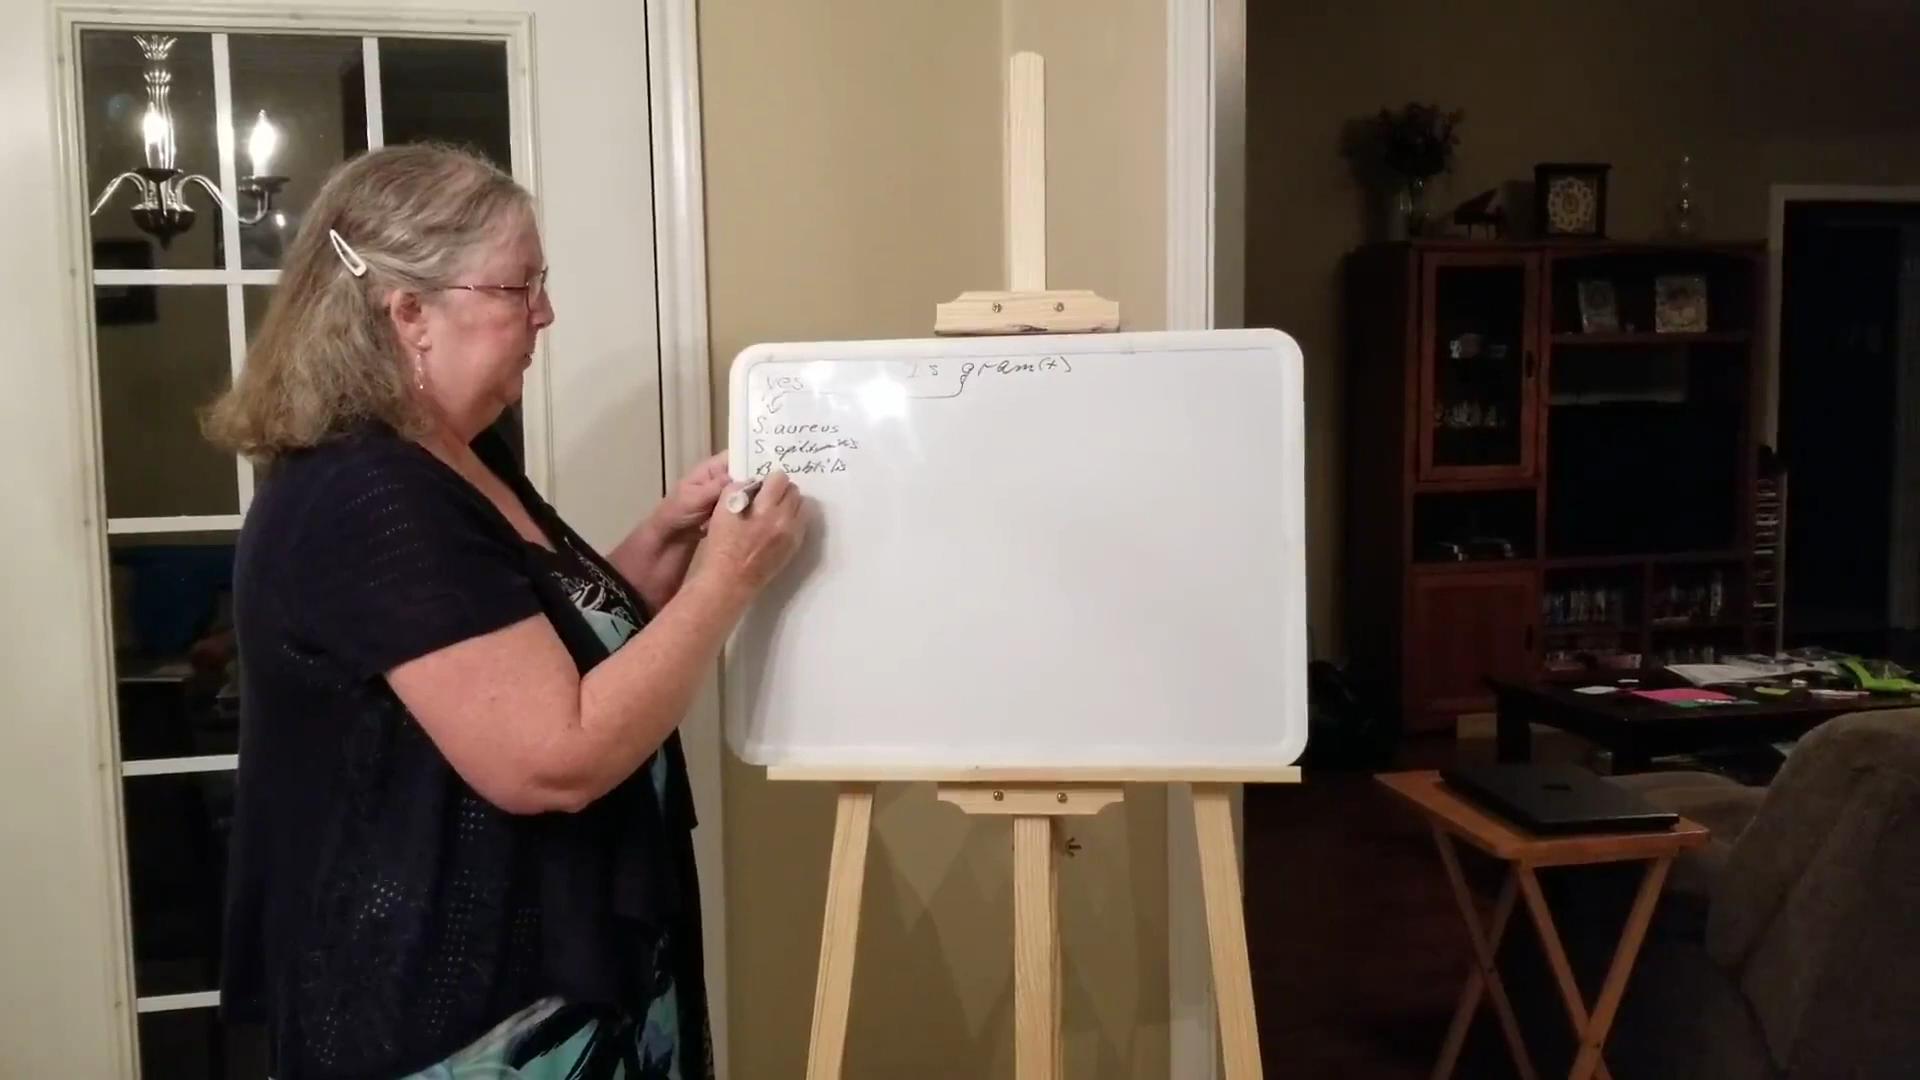 Is gram(+)
yes
S. aureus
S epidermidis
B subtilis